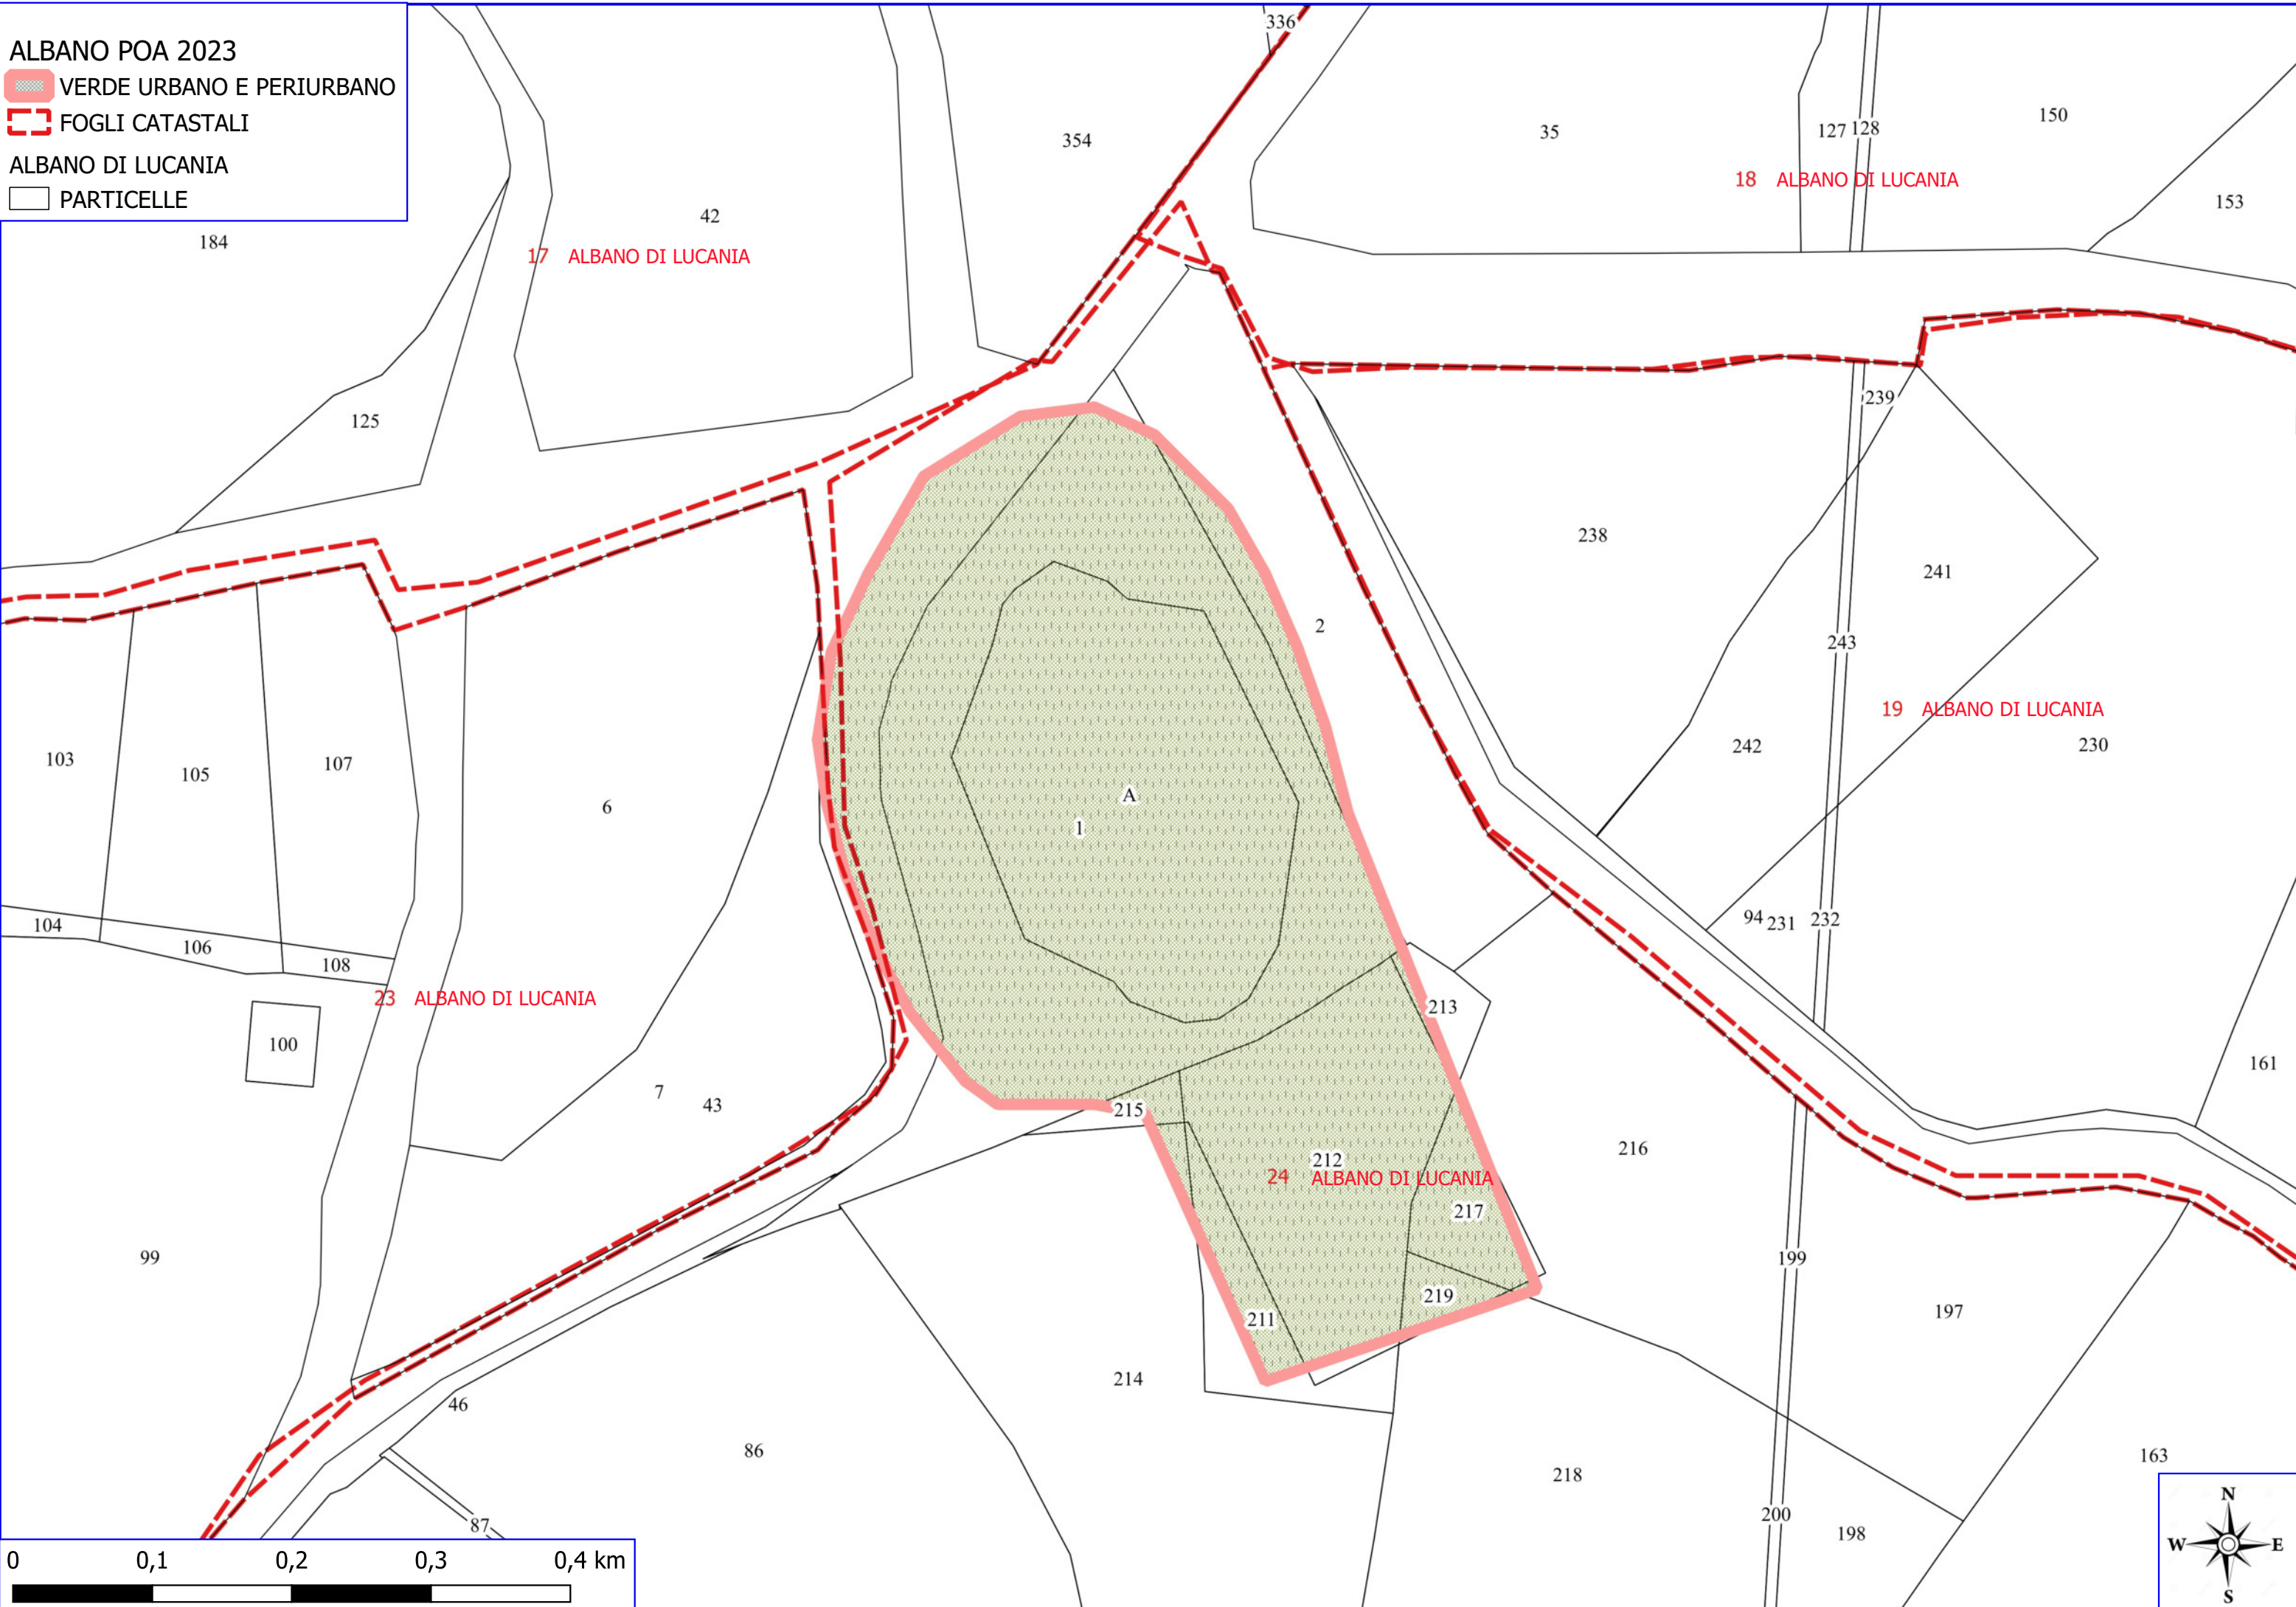 ALBANO POA 2023
VERDE URBANO E PERIURBANO
FOGLI CATASTALI
ALBANO DI LUCANIA
PARTICELLE
336
354
35
127 128
150
18 ALBANO DI LUCANIA
153
42
184
17 ALBANO DI LUCANIA
239
125
238
241
2
243
19 ALBANO DI LUCANIA
242
230
103
105
107
6
A
1
94 231 232
104
106
108
23 ALBANO DI LUCANIA
213
100
161
7
43
215
216
212
24 ALBANO DI LUCANIA
217
99
199
219
197
211
214
46
86
163
218
200
198
87
0 0,1 0,2 0,3 0,4 km
N
W E
S